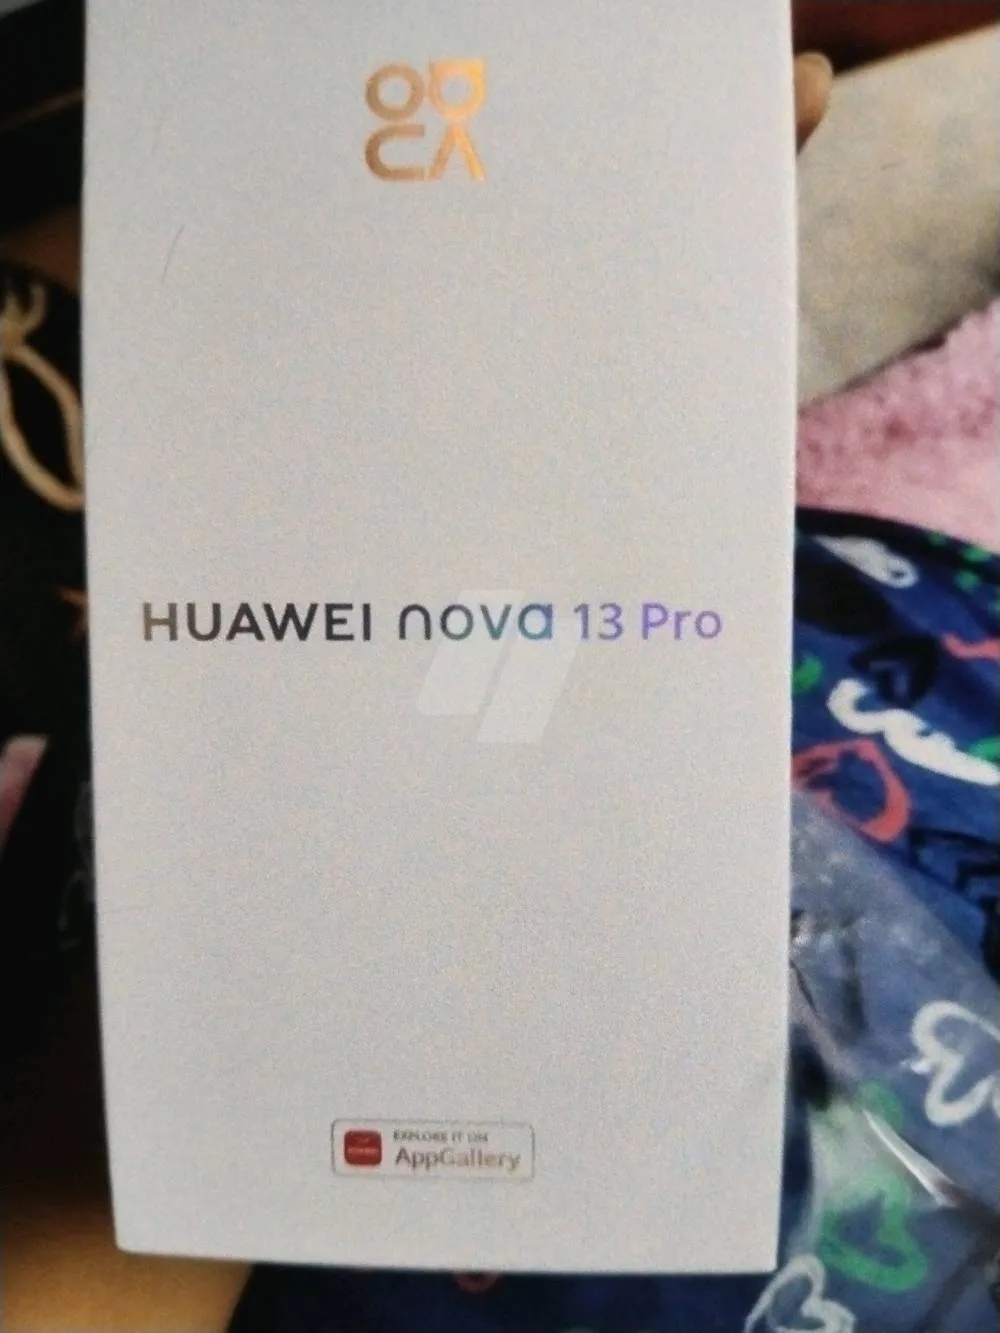 HUAWEI nova 13 Pro
EXPLORE IT ON
AppGallery